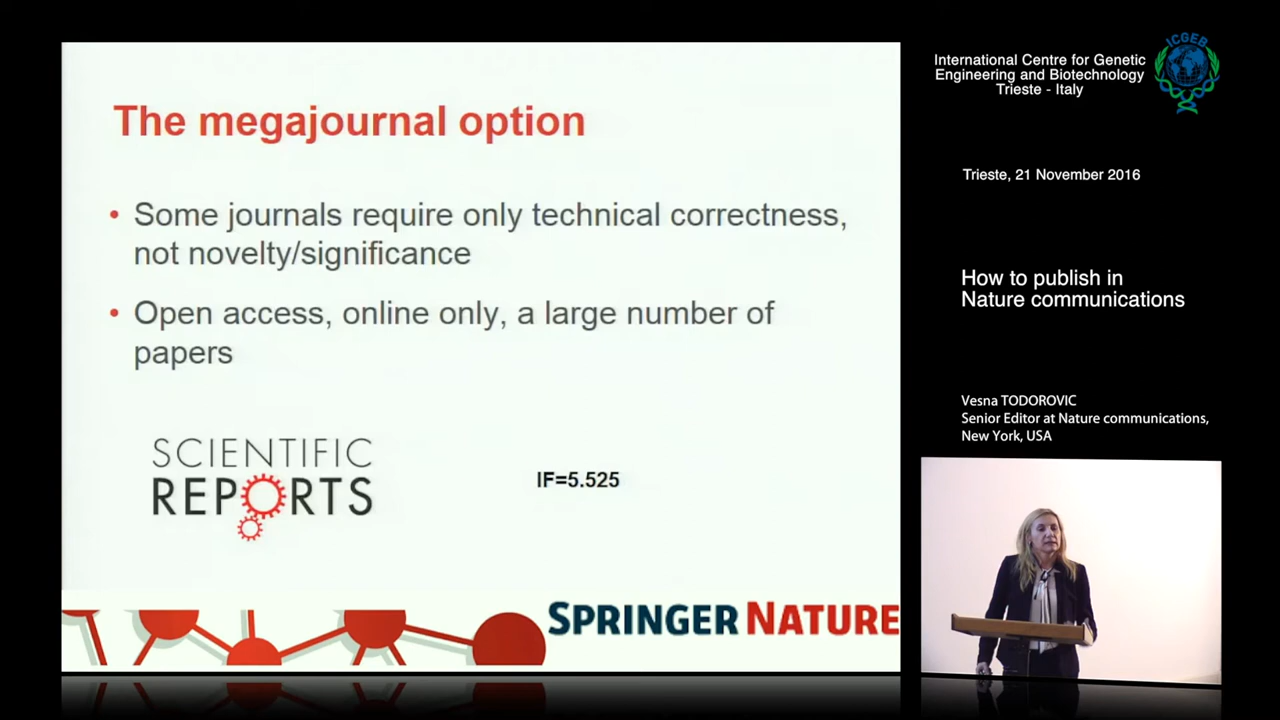 The megajournal option
• Some journals require only technical correctness,
not novelty/significance
• Open access, online only, a large number of
papers
SCIENTIFIC
REPORTS
IF=5.525
SPRINGER NATURE
International Centre for Genetic
Engineering and Biotechnology
Trieste - Italy
ICGEB
Trieste, 21 November 2016
How to publish in
Nature communications
Vesna TODOROVIC
Senior Editor at Nature communications,
New York, USA